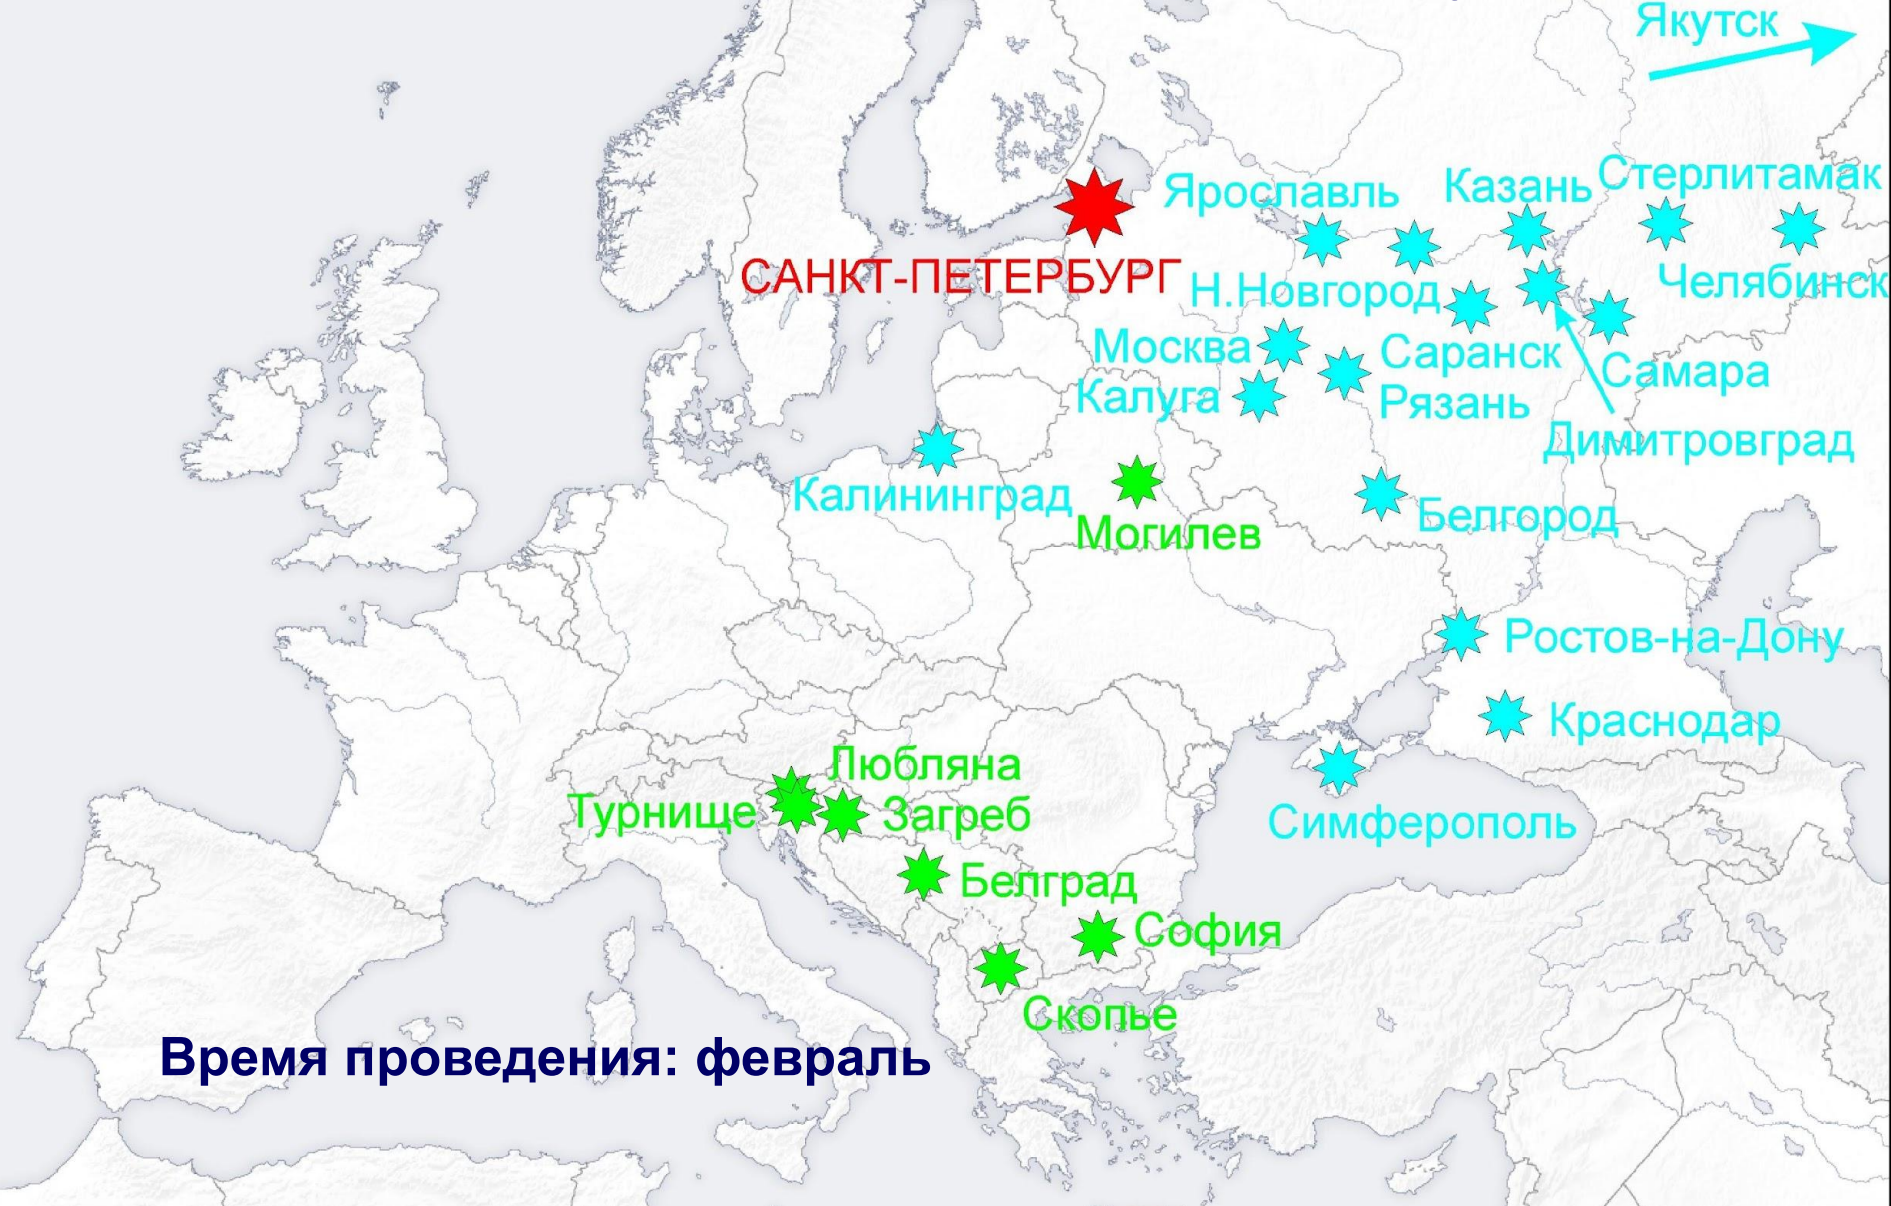 Якутск
Ярославль
Казань
Стерлитамак
САНКТ-ПЕТЕРБУРГ
Н.Новгород
Челябинск
Москва
Саранск
Самара
Калуга
Рязань
Димитровград
Калининград
Белгород
Могилев
Ростов-на-Дону
Краснодар
Любляна
Турнище
Загреб
Симферополь
Белград
София
Скопье
Время проведения: февраль